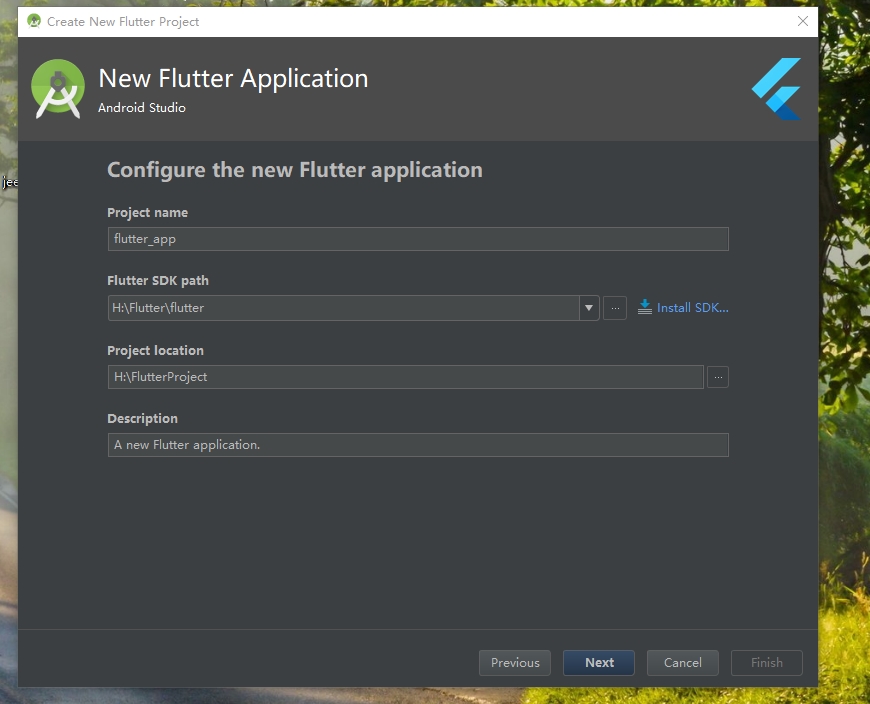 Create New Flutter Project
New Flutter Application
Android Studio
Configure the new Flutter application
jee
Project name
flutter_app
Flutter SDK path
H:\Flutter\flutter
... Install SDK...
Project location
H:\FlutterProject
...
Description
A new Flutter application.
Previous Next Cancel Finish